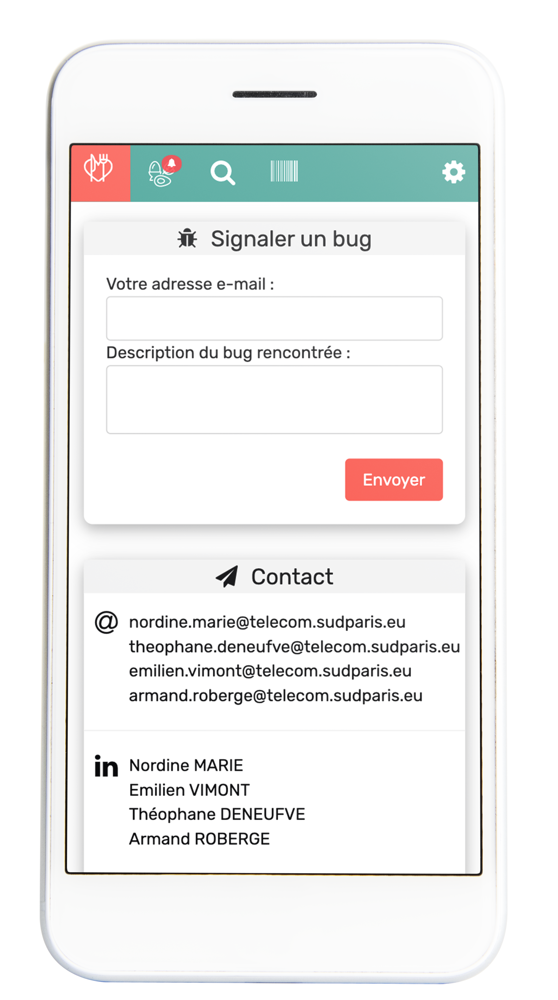 Signaler un bug
Votre adresse e-mail :
Description du bug rencontrée :
Envoyer
Contact
nordine.marie@telecom.sudparis.eu
theophane.deneufve@telecom.sudparis.eu
emilien.vimont@telecom.sudparis.eu
armand.roberge@telecom.sudparis.eu
in Nordine MARIE
Emilien VIMONT
Théophane DENEUFVE
Armand ROBERGE